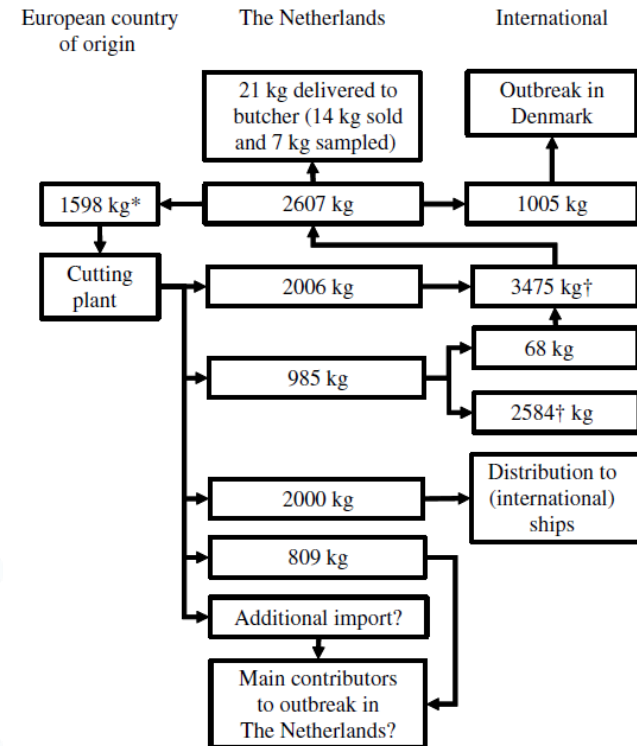 European country
of origin
The Netherlands
International
21 kg delivered to
butcher (14 kg sold
and 7 kg sampled)
Outbreak in
Denmark
1598 kg*
2607 kg
1005 kg
Cutting
plant
2006 kg
3475 kg†
985 kg
68 kg
2584† kg
2000 kg
Distribution to
(international)
ships
809 kg
Additional import?
Main contributors
to outbreak in
The Netherlands?